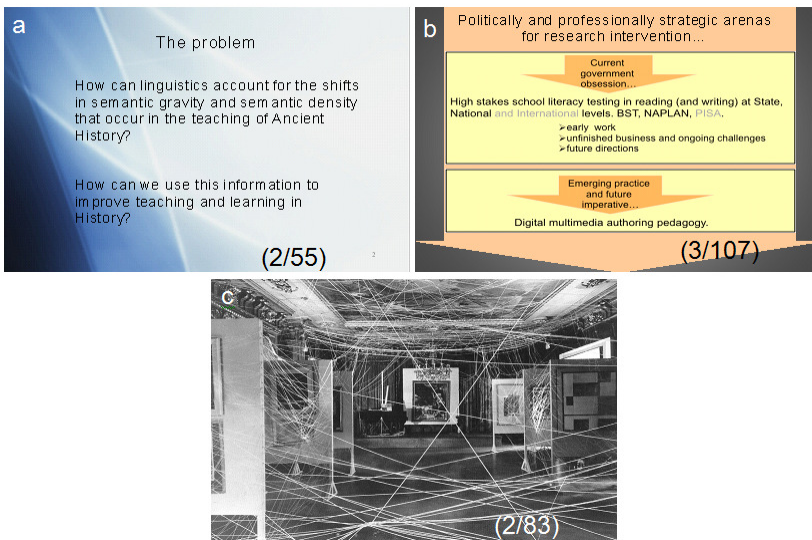 a
The problem
How can linguistics account for the shifts
in semantic gravity and semantic density
that occur in the teaching of Ancient
History?
How can we use this information to
improve teaching and learning in
History?
(2/55)
2
b
Politically and professionally strategic arenas
for research intervention…
Current
government
obsession…
High stakes school literacy testing in reading (and writing) at State,
National and International levels. BST, NAPLAN, PISA.
➢early work
➢unfinished business and ongoing challenges
➢future directions
Emerging practice
and future
imperative…
Digital multimedia authoring pedagogy.
(3/107)
c
(2/83)